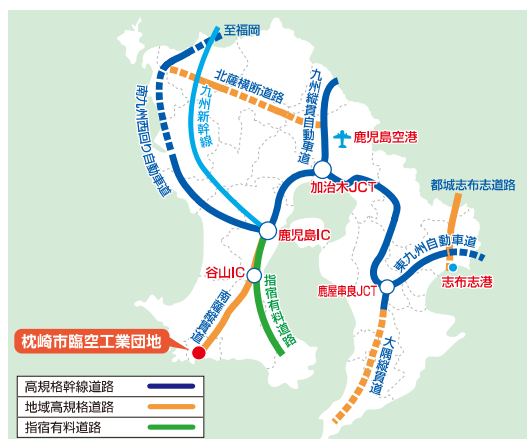 至福岡
北薩横断道路
九州新幹線
南九州西回り自動車道
九州縦貫自動車道
鹿児島空港
加治木JCT
都城志布志道路
鹿児島IC
東九州自動車道
谷山IC
志布志港
鹿屋串良JCT
指宿有料道路
南薩縦貫道
大隅縦貫道
枕崎市臨空工業団地
高規格幹線道路
地域高規格道路
指宿有料道路